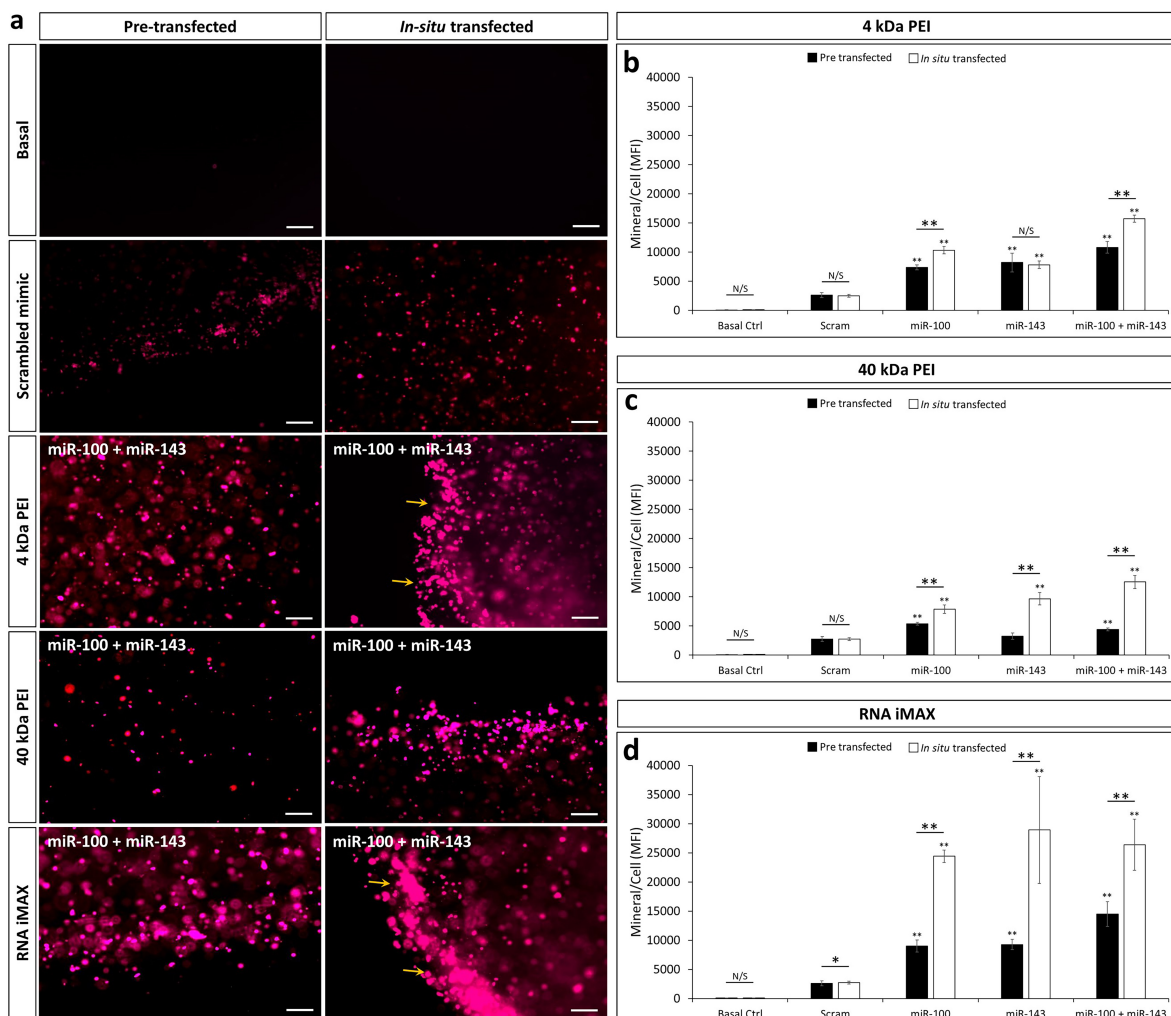 a
Pre-transfected
In-situ transfected
Basal
Scrambled mimic
4 kDa PEI
miR-100 + miR-143
miR-100 + miR-143
40 kDa PEI
miR-100 + miR-143
miR-100 + miR-143
RNA iMAX
miR-100 + miR-143
miR-100 + miR-143
4 kDa PEI
b
Pre transfected
In situ transfected
Mineral/Cell (MFI)
40000
35000
30000
25000
20000
15000
10000
5000
0
N/S
N/S
**
**
**
N/S
**
**
**
**
**
Basal Ctrl
Scram
miR-100
miR-143
miR-100 + miR-143
40 kDa PEI
c
Pre transfected
In situ transfected
Mineral/Cell (MFI)
40000
35000
30000
25000
20000
15000
10000
5000
0
N/S
N/S
**
**
**
**
**
**
**
**
Basal Ctrl
Scram
miR-100
miR-143
miR-100 + miR-143
RNA iMAX
d
Pre transfected
In situ transfected
Mineral/Cell (MFI)
40000
35000
30000
25000
20000
15000
10000
5000
0
N/S
*
**
**
**
**
**
**
**
**
**
Basal Ctrl
Scram
miR-100
miR-143
miR-100 + miR-143